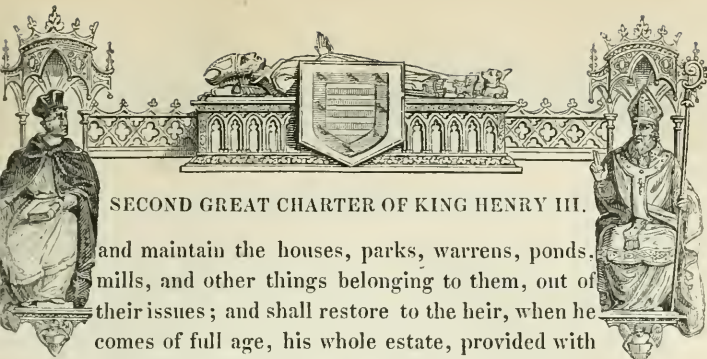 SECOND GREAT CHARTER OF KING HENRY III.
and maintain the houses, parks, warrens, ponds,
mills, and other things belonging to them, out of
their issues; and shall restore to the heir, when he
comes of full age, his whole estate, provided with